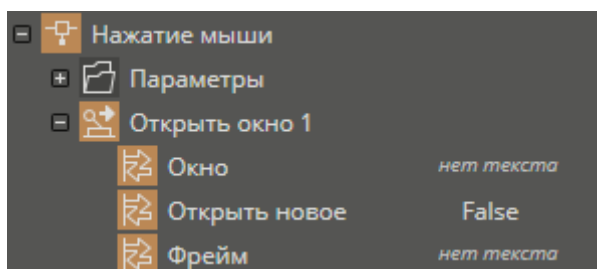 Нажатие мыши
Параметры
Открыть окно 1
Окно нет текста
Открыть новое False
Фрейм нет текста